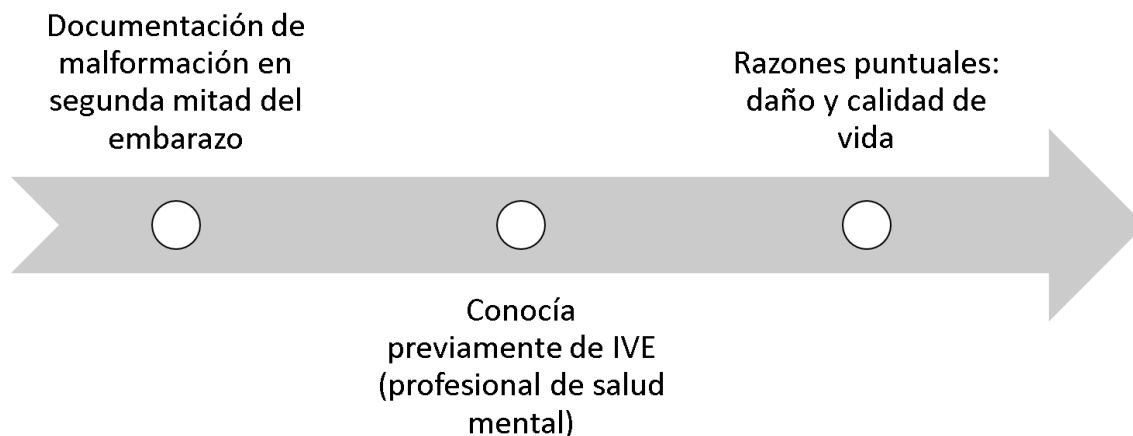 Documentación de
malformación en
segunda mitad del
embarazo
Conocía
previamente de IVE
(profesional de salud
mental)
Razones puntuales:
daño y calidad de
vida